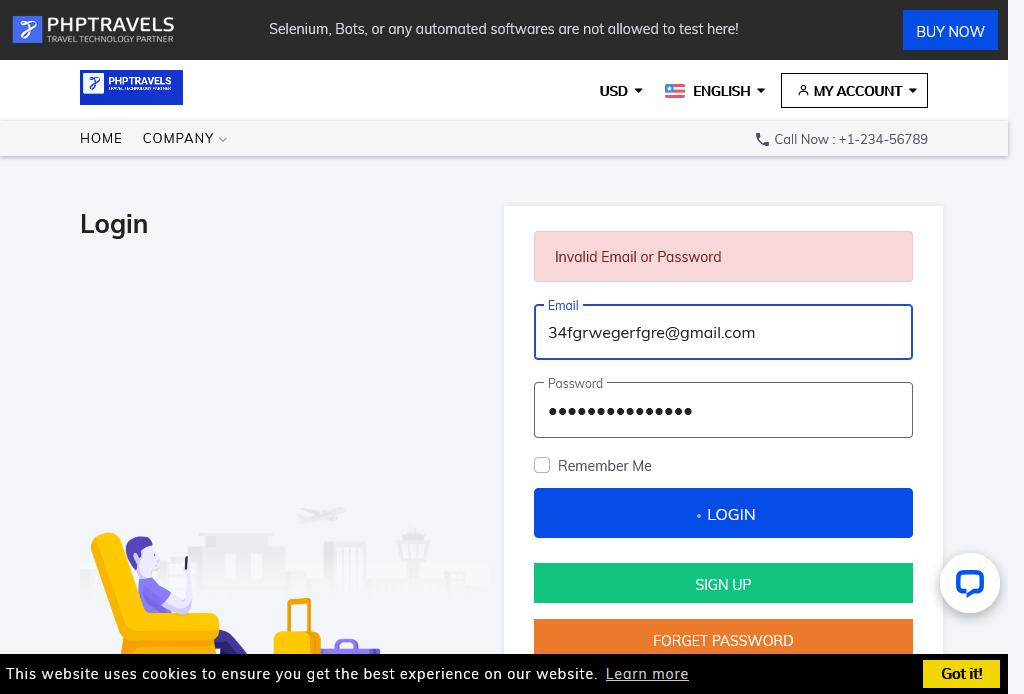 PHPTRAVELS
TRAVEL TECHNOLOGY PARTNER
Selenium, Bots, or any automated softwares are not allowed to test here!
BUY NOW
PHPTRAVELS
TRAVEL TECHNOLOGY PARTNER
USD
ENGLISH
MY ACCOUNT
HOME
COMPANY
Call Now : +1-234-56789
Login
Invalid Email or Password
Email
34fgrwegerfgre@gmail.com
Password
Remember Me
LOGIN
SIGN UP
FORGET PASSWORD
This website uses cookies to ensure you get the best experience on our website. Learn more
Got it!